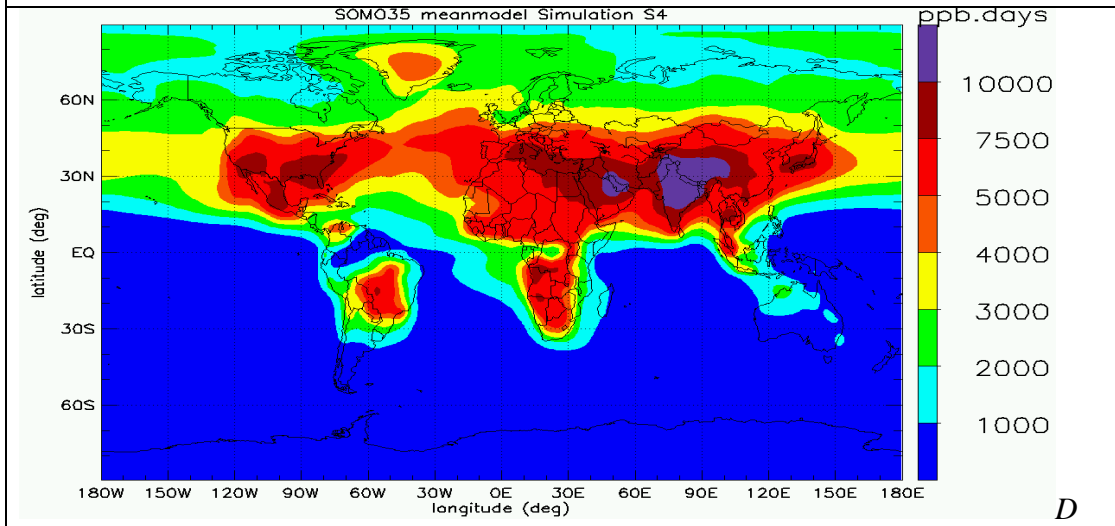 SOMO35 meanmodel Simulation S4
ppb.days
10000
7500
5000
4000
3000
2000
1000
latitude (deg)
60N
30N
EQ
30S
60S
180W 150W 120W 90W 60W 30W 0E 30E 60E 90E 120E 150E 180E
longitude (deg)
D